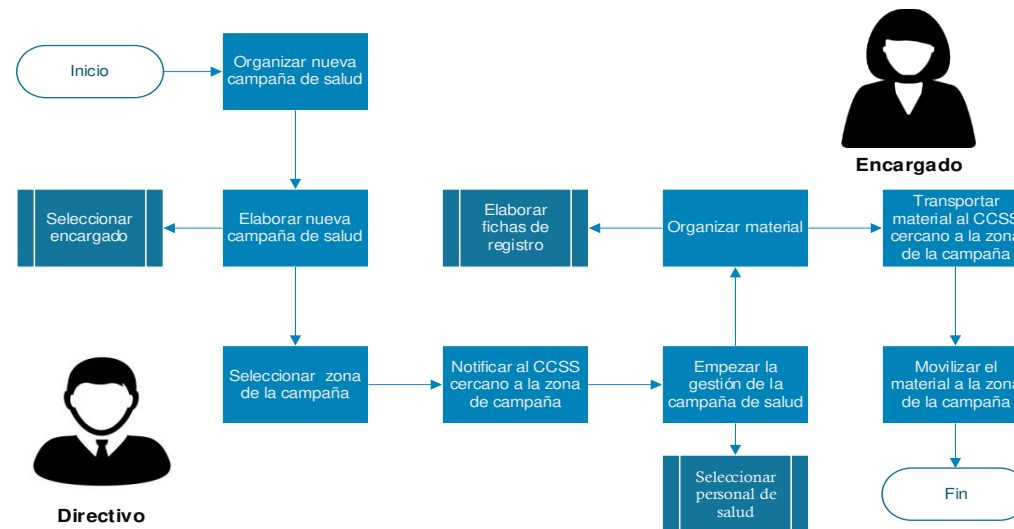 Inicio
Organizar nueva
campaña de salud
Encargado
Seleccionar
encargado
Elaborar nueva
campaña de salud
Elaborar
fichas de
registro
Organizar material
Transportar
material al CCSS
cercano a la zona
de la campaña
Seleccionar zona
de la campaña
Notificar al CCSS
cercano a la zona
de campaña
Empezar la
gestión de la
campaña de salud
Movilizar el
material a la zona
de la campaña
Seleccionar
personal de
salud
Fin
Directivo